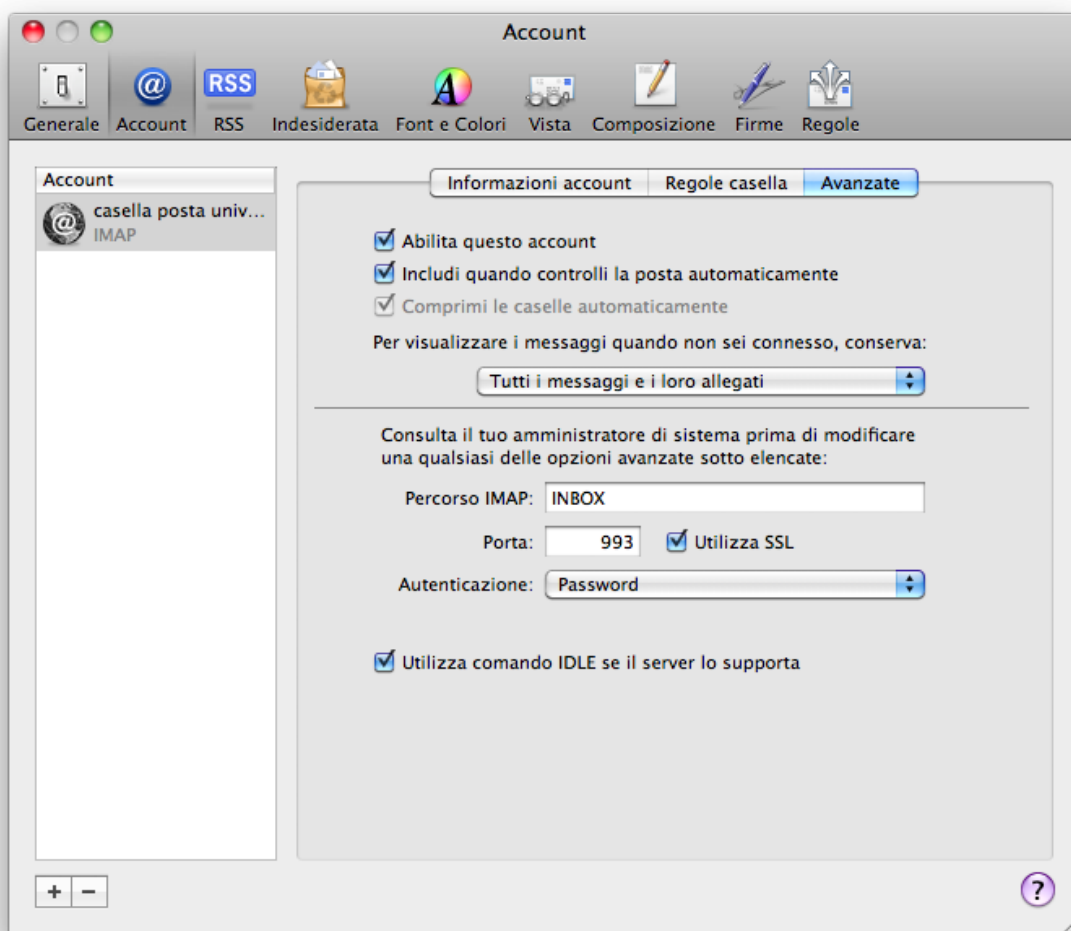 Account
Generale Account RSS Indesiderata Font e Colori Vista Composizione Firme Regole
Account
casella posta univ...
IMAP
Informazioni account Regole casella Avanzate
Abilita questo account
Includi quando controlli la posta automaticamente
Comprimi le caselle automaticamente
Per visualizzare i messaggi quando non sei connesso, conserva:
Tutti i messaggi e i loro allegati
Consulta il tuo amministratore di sistema prima di modificare
una qualsiasi delle opzioni avanzate sotto elencate:
Percorso IMAP: INBOX
Porta: 993 Utilizza SSL
Autenticazione: Password
Utilizza comando IDLE se il server lo supporta